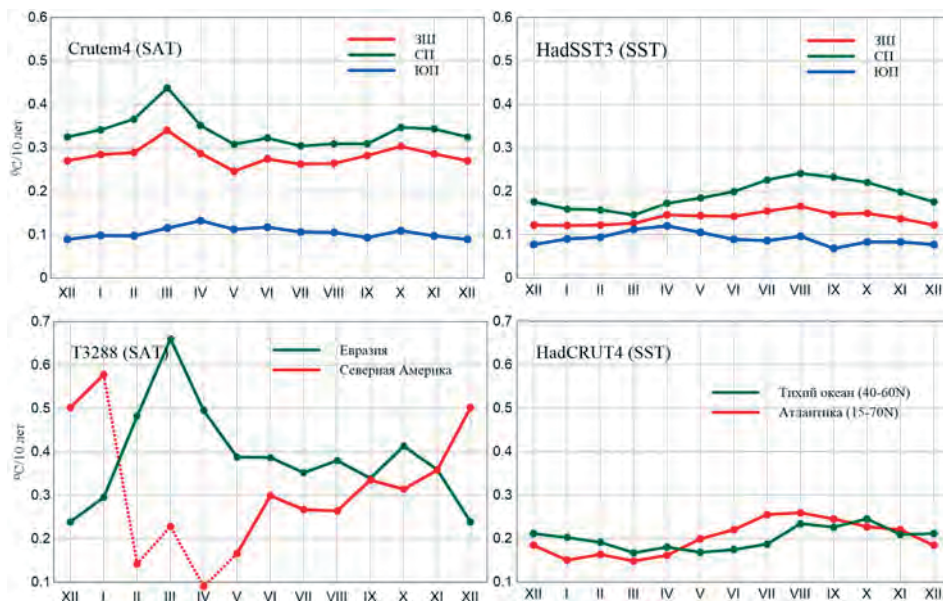 0.6
0.5
0.4
0.3
0.2
0.1
0
°C/10 лет
Crutem4 (SAT)
ЗШ
СП
ЮП
XII I II III IV V VI VII VIII IX X XI XII
0.6
0.5
0.4
0.3
0.2
0.1
0
HadSST3 (SST)
ЗШ
СП
ЮП
XII I II III IV V VI VII VIII IX X XI XII
0.7
0.6
0.5
0.4
0.3
0.2
0.1
°C/10 лет
T3288 (SAT)
Евразия
Северная Америка
XII I II III IV V VI VII VIII IX X XI XII
0.7
0.6
0.5
0.4
0.3
0.2
0.1
HadCRUT4 (SST)
Тихий океан (40-60N)
Атлантика (15-70N)
XII I II III IV V VI VII VIII IX X XI XII